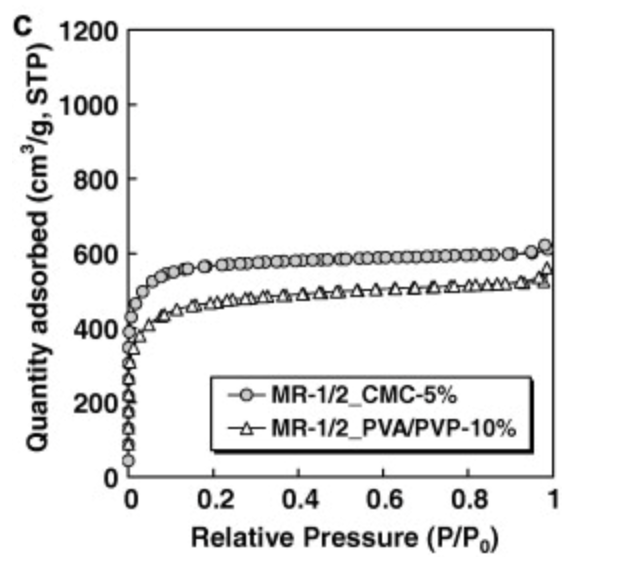 c
Quantity adsorbed (cm³/g, STP)
1200
1000
800
600
400
200
0
0 0.2 0.4 0.6 0.8 1
Relative Pressure (P/P₀)
MR-1/2_CMC-5%
MR-1/2_PVA/PVP-10%